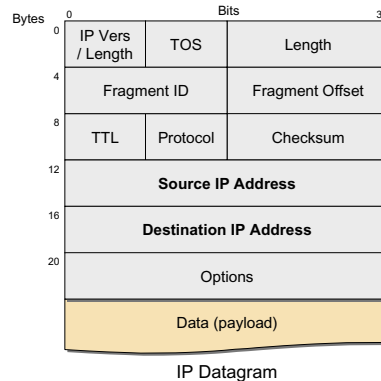 Bytes
0
Bits
3
0
IP Vers
/ Length
TOS
Length
4
Fragment ID
Fragment Offset
8
TTL
Protocol
Checksum
12
Source IP Address
16
Destination IP Address
20
Options
Data (payload)
IP Datagram